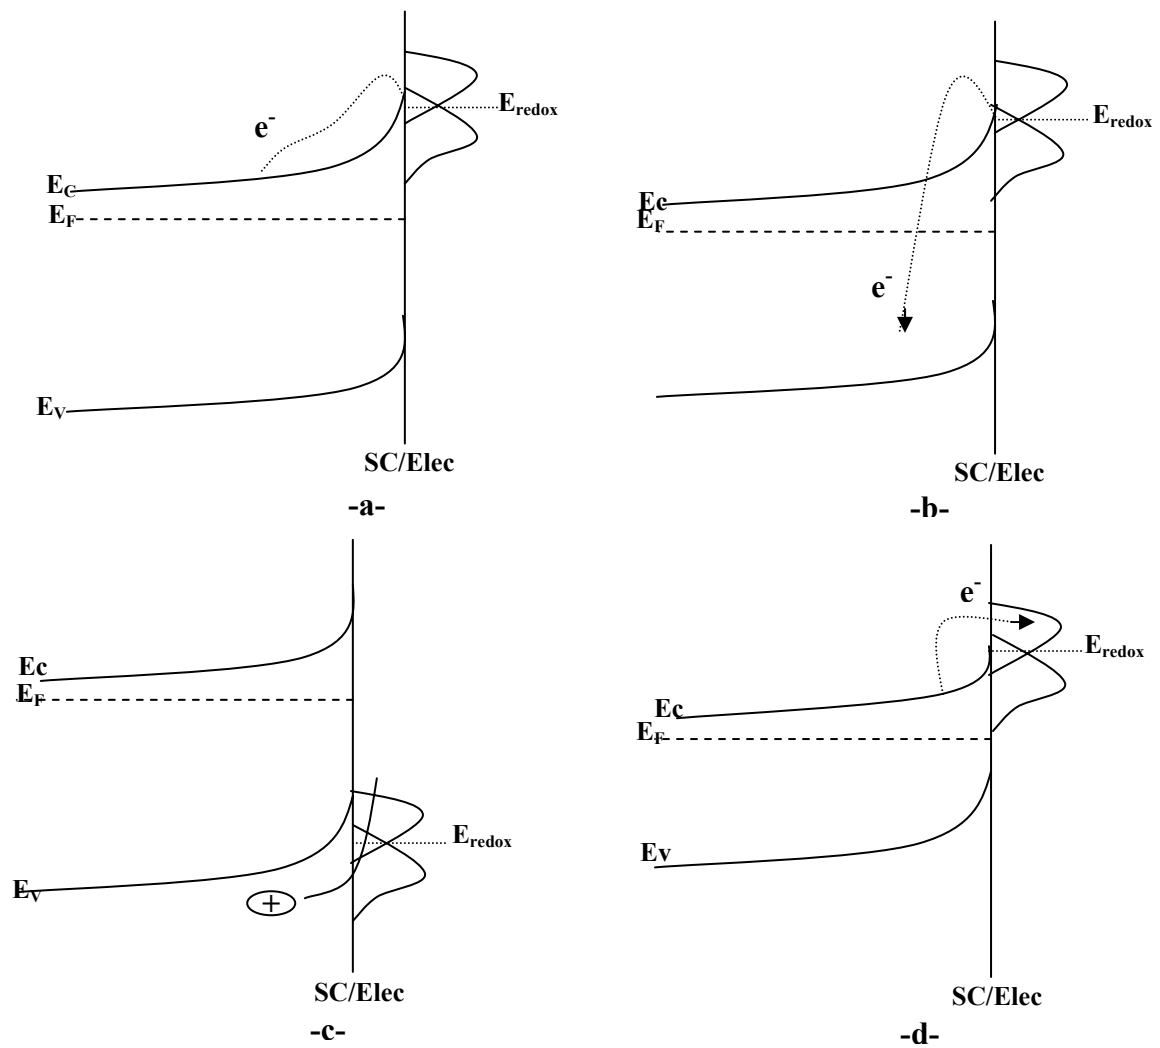 e⁻
E_redox
E_C
E_F
E_V
SC/Elec
-a-
E_redox
Ec
E_F
e⁻
SC/Elec
-b-
Ec
E_F
E_redox
E_V
+
SC/Elec
-c-
e⁻
E_redox
Ec
E_F
Ev
SC/Elec
-d-